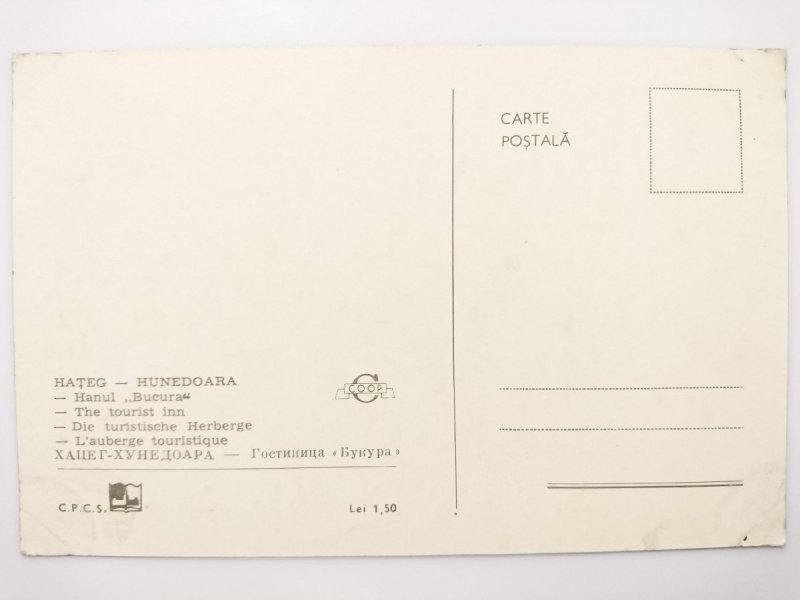 CARTE
POȘTALĂ
HAȚEG — HUNEDOARA
— Hanul „Bucura“
— The tourist inn
— Die turistische Herberge
— L'auberge touristique
ХАЦЕГ-ХУНЕДОАРА — Гостиница «Букура»
COOP
C.P.C.S.
Lei 1,50